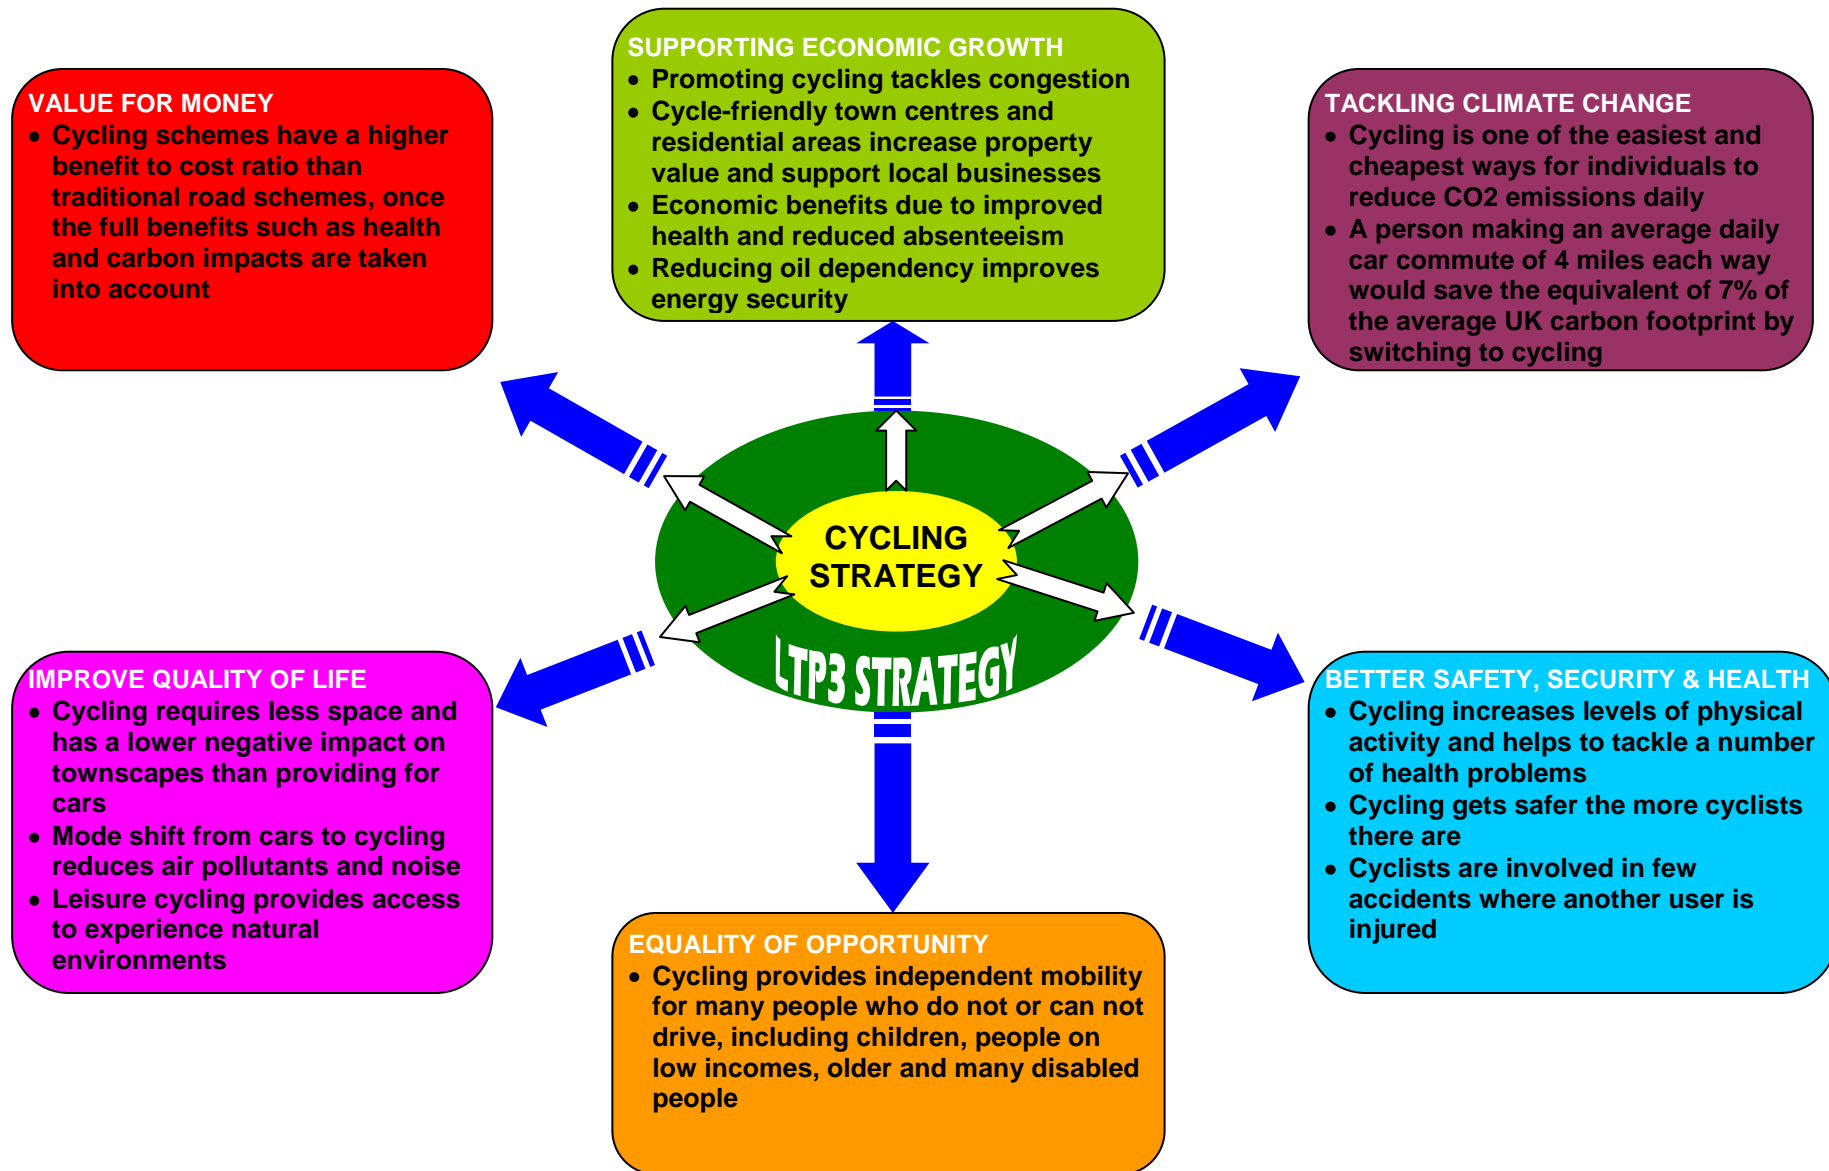 SUPPORTING ECONOMIC GROWTH
• Promoting cycling tackles congestion
• Cycle-friendly town centres and
residential areas increase property
value and support local businesses
• Economic benefits due to improved
health and reduced absenteeism
• Reducing oil dependency improves
energy security
VALUE FOR MONEY
• Cycling schemes have a higher
benefit to cost ratio than
traditional road schemes, once
the full benefits such as health
and carbon impacts are taken
into account
TACKLING CLIMATE CHANGE
• Cycling is one of the easiest and
cheapest ways for individuals to
reduce CO2 emissions daily
• A person making an average daily
car commute of 4 miles each way
would save the equivalent of 7% of
the average UK carbon footprint by
switching to cycling
CYCLING
STRATEGY
LTP3 STRATEGY
IMPROVE QUALITY OF LIFE
• Cycling requires less space and
has a lower negative impact on
townscapes than providing for
cars
• Mode shift from cars to cycling
reduces air pollutants and noise
• Leisure cycling provides access
to experience natural
environments
BETTER SAFETY, SECURITY & HEALTH
• Cycling increases levels of physical
activity and helps to tackle a number
of health problems
• Cycling gets safer the more cyclists
there are
• Cyclists are involved in few
accidents where another user is
injured
EQUALITY OF OPPORTUNITY
• Cycling provides independent mobility
for many people who do not or can not
drive, including children, people on
low incomes, older and many disabled
people